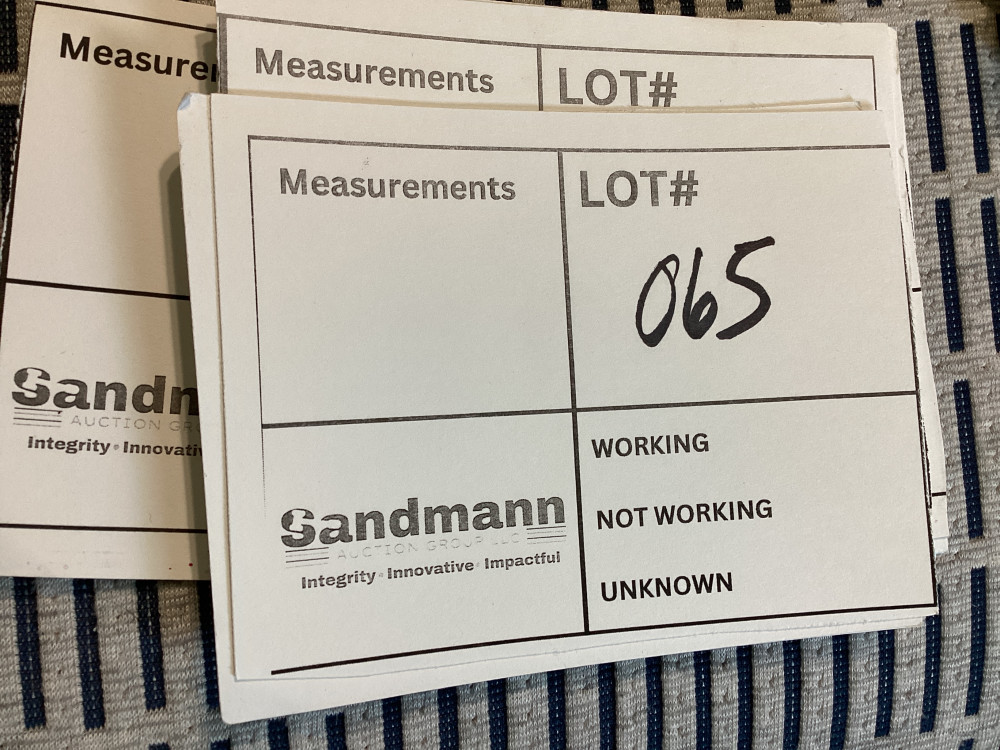 Measurements
LOT#
Measurements
LOT#
065
WORKING
NOT WORKING
UNKNOWN
Sandmann
AUCTION GROUP LLC
Integrity Innovative Impactful